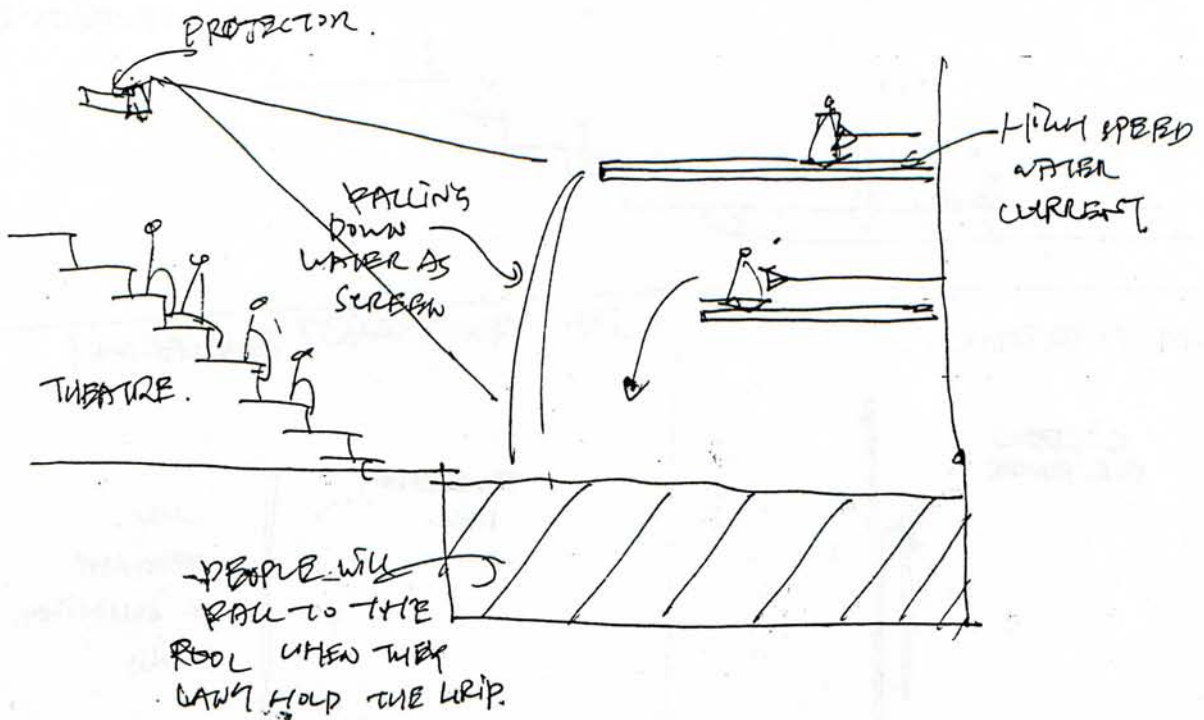 PROJECTOR.
HIGH SPEED
WATER
CURRENT
FALLING
DOWN
WATER AS
SCREEN
THEATRE.
PEOPLE WILL
FALL TO THE
POOL WHEN THEY
CAN'T HOLD THE GRIP.